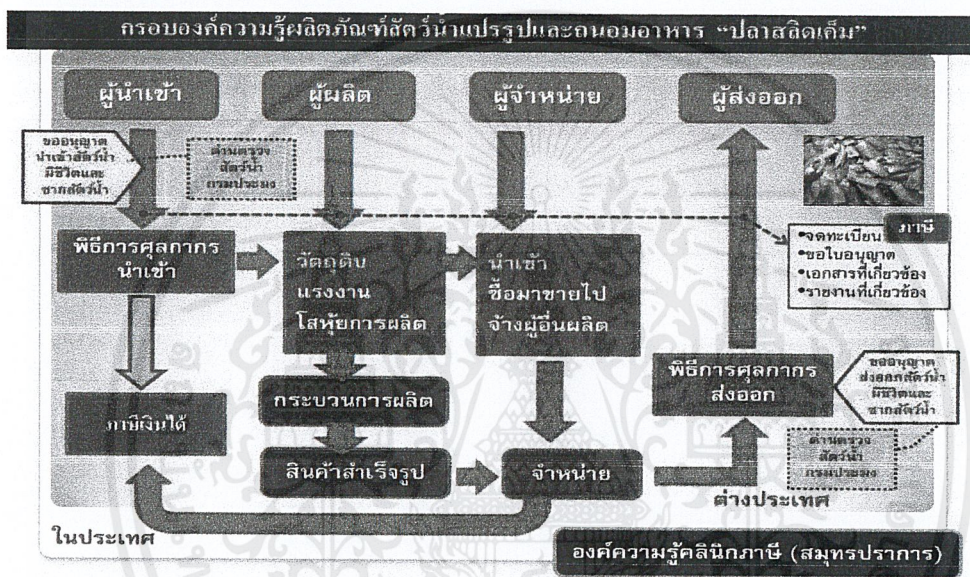 กรอบองค์ความรู้ผลิตภัณฑ์สัตว์น้ำแปรรูปและถนอมอาหาร “ปลาสลิดเค็ม”
ผู้นำเข้า
ผู้ผลิต
ผู้จำหน่าย
ผู้ส่งออก
ขออนุญาต
นำเข้าสัตว์น้ำ
มีชีวิตและ
ซากสัตว์น้ำ
ด่านตรวจ
สัตว์น้ำ
กรมประมง
ภาษี
•จดทะเบียน
•ขอใบอนุญาต
•เอกสารที่เกี่ยวข้อง
•รายงานที่เกี่ยวข้อง
พิธีการศุลกากร
นำเข้า
วัตถุดิบ
แรงงาน
โสหุ้ยการผลิต
นำเข้า
ซื้อมาขายไป
จ้างผู้อื่นผลิต
พิธีการศุลกากร
ส่งออก
ขออนุญาต
ส่งออกสัตว์น้ำ
มีชีวิตและ
ซากสัตว์น้ำ
ภาษีเงินได้
กระบวนการผลิต
ด่านตรวจ
สัตว์น้ำ
กรมประมง
สินค้าสำเร็จรูป
จำหน่าย
ต่างประเทศ
ในประเทศ
องค์ความรู้คลินิกภาษี (สมุทรปราการ)